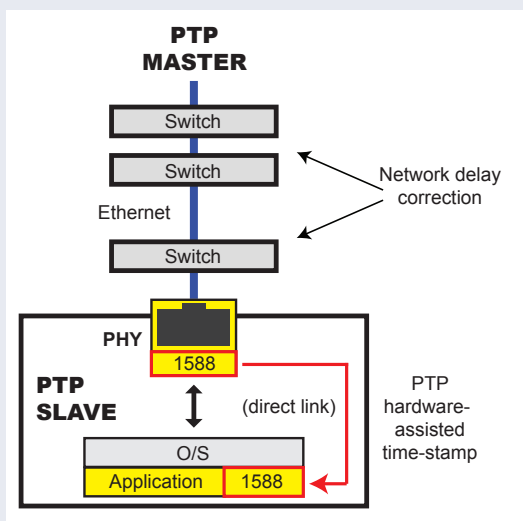 PTP
MASTER
Switch
Switch
Network delay
correction
Ethernet
Switch
PHY
1588
PTP
SLAVE
(direct link)
PTP
hardware-
assisted
time-stamp
O/S
Application
1588